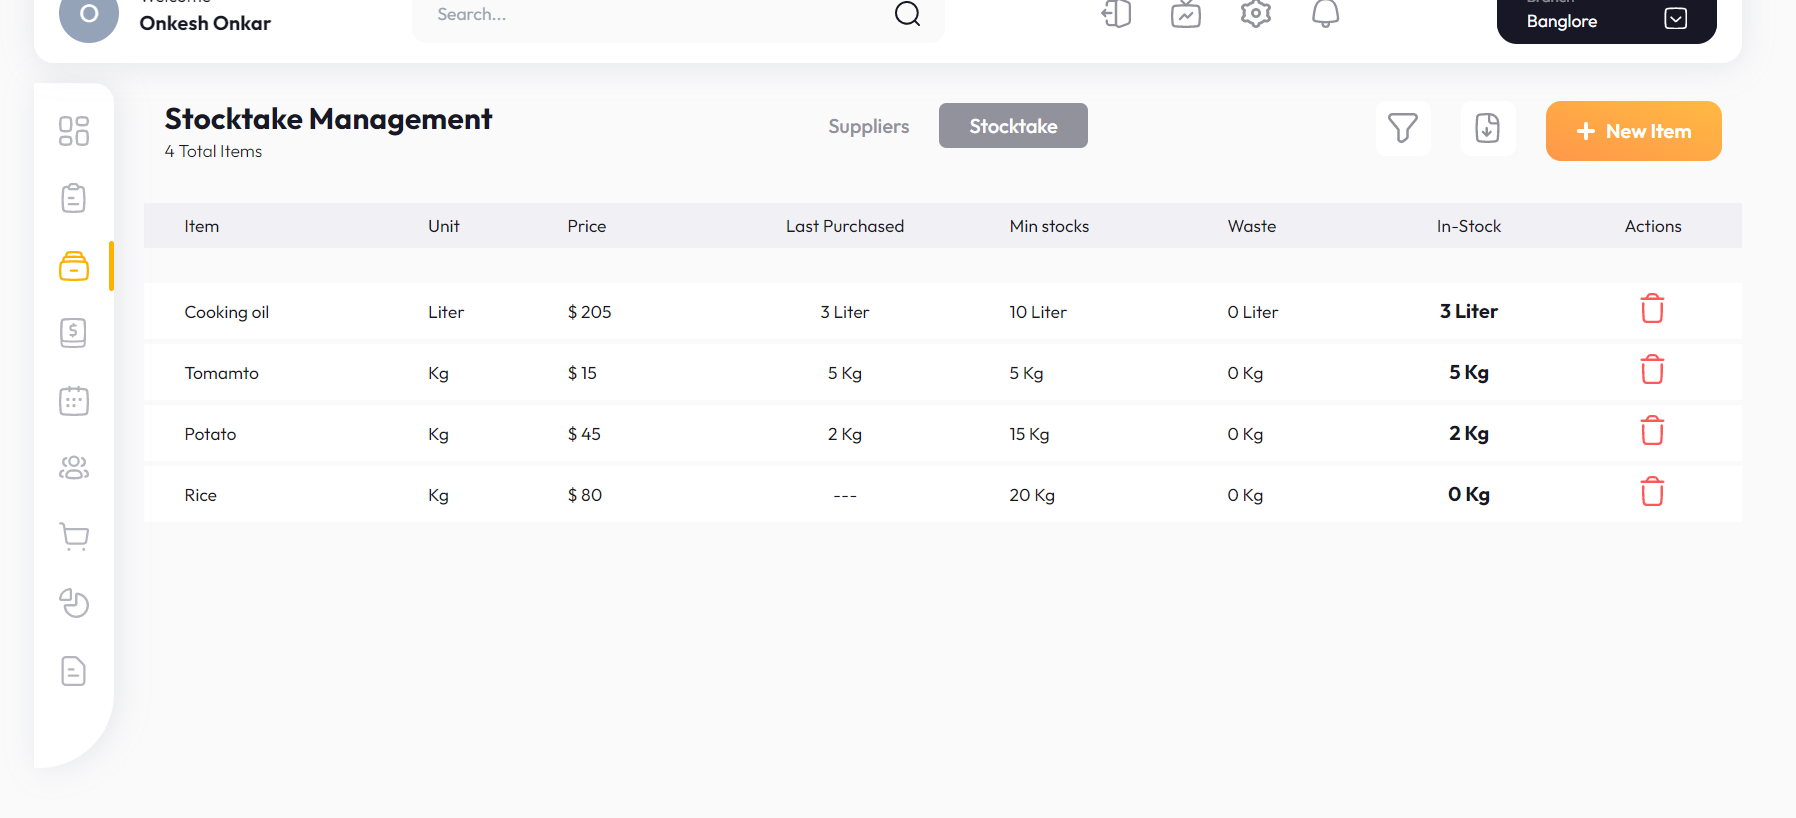 Welcome
O
Onkesh Onkar
Search...
Branch
Banglore
Stocktake Management
4 Total Items
Suppliers
Stocktake
New Item
Item Unit Price Last Purchased Min stocks Waste In-Stock Actions
Cooking oil Liter $ 205 3 Liter 10 Liter 0 Liter 3 Liter
Tomamto Kg $ 15 5 Kg 5 Kg 0 Kg 5 Kg
Potato Kg $ 45 2 Kg 15 Kg 0 Kg 2 Kg
Rice Kg $ 80 --- 20 Kg 0 Kg 0 Kg